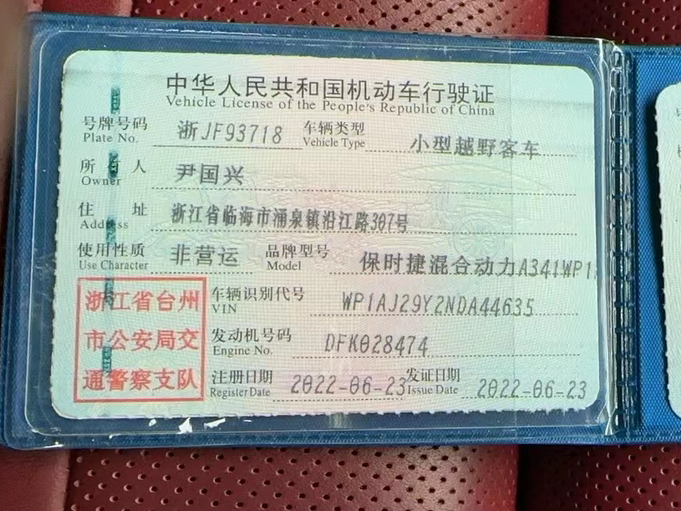 中华人民共和国机动车行驶证
Vehicle License of the People's Republic of China
号牌号码 浙JF93718 车辆类型 小型越野客车
Plate No. Vehicle Type
所有人 尹国兴
Owner
住址 浙江省临海市涌泉镇沿江路307号
Address
使用性质 非营运 品牌型号 保时捷混合动力A341WP1
Use Character Model
浙江省台州 车辆识别代号 WP1AJ29Y2NDA44635
VIN
市公安局交 发动机号码 DFK028474
Engine No.
通警察支队 注册日期 2022-06-23 发证日期 2022-06-23
Register Date Issue Date